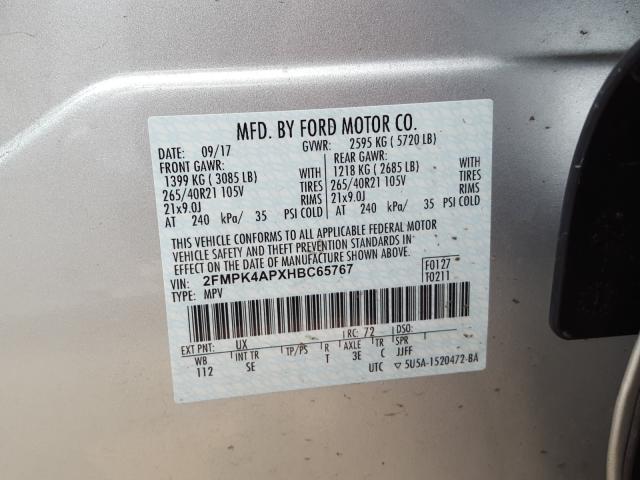 MFD. BY FORD MOTOR CO.
DATE: 09/17 GVWR: 2595 KG ( 5720 LB)
FRONT GAWR: REAR GAWR:
1399 KG ( 3085 LB) WITH 1218 KG ( 2685 LB) WITH
265/40R21 105V TIRES 265/40R21 105V TIRES
21x9.0J RIMS 21x9.0J RIMS
AT 240 kPa/ 35 PSI COLD AT 240 kPa/ 35 PSI COLD
THIS VEHICLE CONFORMS TO ALL APPLICABLE FEDERAL MOTOR
VEHICLE SAFETY AND THEFT PREVENTION STANDARDS IN
EFFECT ON THE DATE OF MANUFACTURE SHOWN ABOVE.
VIN: 2FMPK4APXHBC65767 F0127
TYPE: MPV T0211
EXT PNT: UX RC: 72 DSO:
WB INT TR TP/PS R AXLE TR SPR
112 SE T 3E C JJFF
UTC ▽ 5U5A-1520472-BA